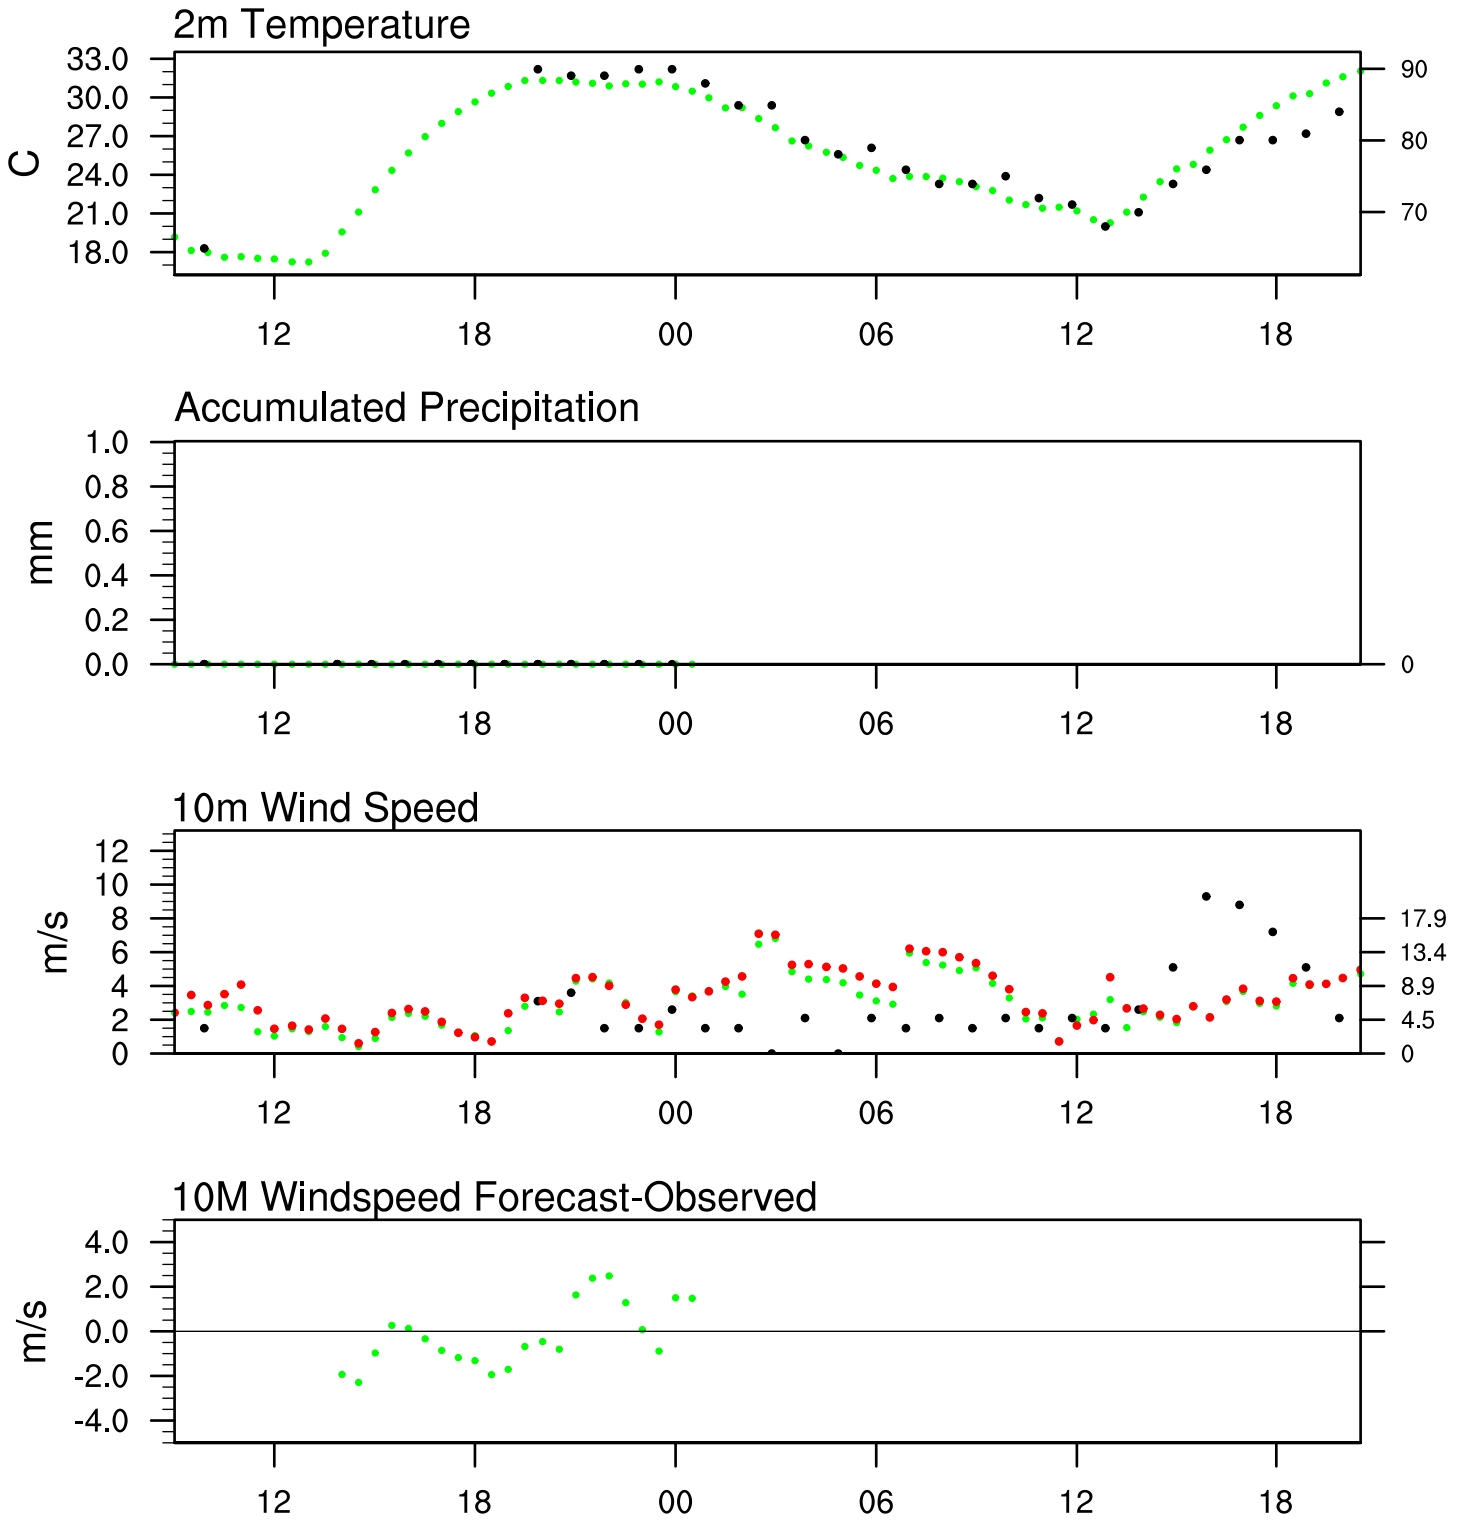 2m Temperature
33.0
30.0
27.0
24.0
21.0
18.0
C
90
80
70
12 18 00 06 12 18
Accumulated Precipitation
1.0
0.8
0.6
0.4
0.2
0.0
mm
0
12 18 00 06 12 18
10m Wind Speed
12
10
8
6
4
2
0
m/s
17.9
13.4
8.9
4.5
0
12 18 00 06 12 18
10M Windspeed Forecast-Observed
4.0
2.0
0.0
-2.0
-4.0
m/s
12 18 00 06 12 18